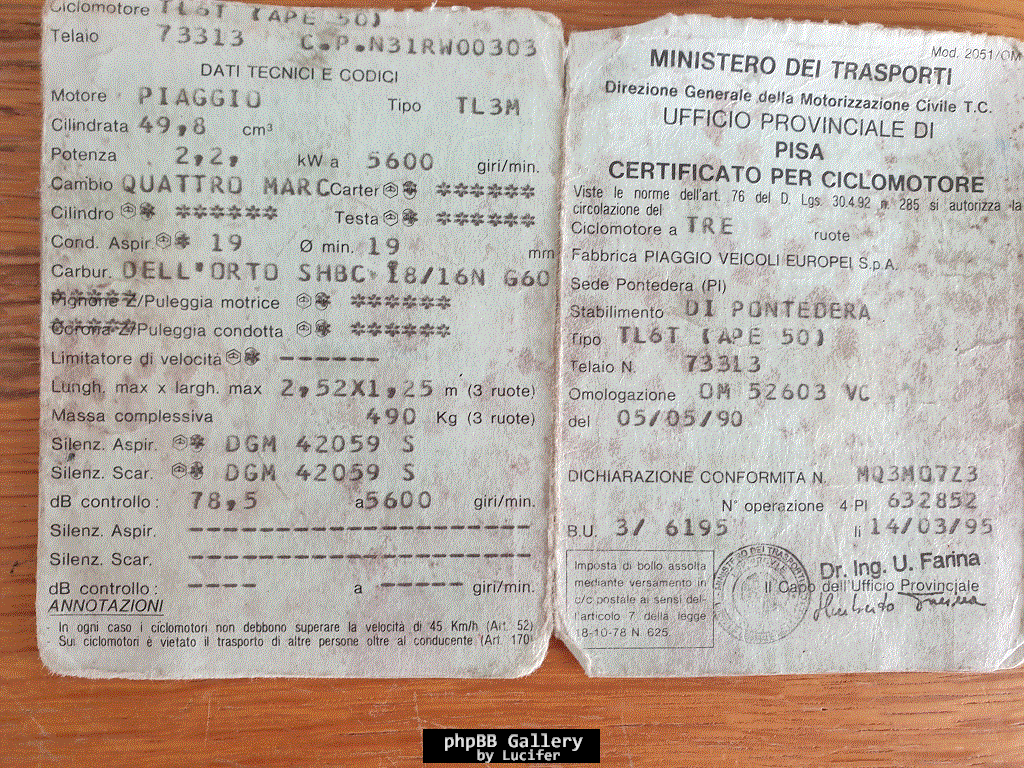 Ciclomotore TL6T (APE 50)
Telaio 73313 C.P.N31RW00303
DATI TECNICI E CODICI
Motore PIAGGIO Tipo TL3M
Cilindrata 49,8 cm³
Potenza 2,2, kW a 5600 giri/min.
Cambio QUATTRO MARC Carter ******
Cilindro ****** Testa ******
Cond. Aspir. 19 Ø min. 19 mm
Carbur. DELL'ORTO SHBC 18/16N G60
Pignone Z/Puleggia motrice ******
Corona Z/Puleggia condotta ******
Limitatore di velocità -------
Lungh. max x largh. max 2,52X1,25 m (3 ruote)
Massa complessiva 490 Kg (3 ruote)
Silenz. Aspir. DGM 42059 S
Silenz. Scar. DGM 42059 S
dB controllo: 78,5 a 5600 giri/min.
Silenz. Aspir. ------------------------
Silenz. Scar. ------------------------
dB controllo: ---- a ------ giri/min.
ANNOTAZIONI
In ogni caso i ciclomotori non debbono superare la velocità di 45 Km/h (Art. 52)
Sui ciclomotori è vietato il trasporto di altre persone oltre al conducente (Art. 170)
Mod. 2051/OM
MINISTERO DEI TRASPORTI
Direzione Generale della Motorizzazione Civile T.C.
UFFICIO PROVINCIALE DI
PISA
CERTIFICATO PER CICLOMOTORE
Viste le norme dell'art. 76 del D. Lgs. 30.4.92 n. 285 si autorizza la
circolazione del
Ciclomotore a TRE ruote
Fabbrica PIAGGIO VEICOLI EUROPEI S.p.A.
Sede Pontedera (PI)
Stabilimento DI PONTEDERA
Tipo TL6T (APE 50)
Telaio N. 73313
Omologazione OM 52603 VC
del 05/05/90
DICHIARAZIONE CONFORMITA N. MQ3M07Z3
N° operazione 4 PI 632852
B.U. 3/ 6195 li 14/03/95
Imposta di bollo assolta
mediante versamento in
c/c postale ai sensi del-
l'articolo 7 della legge
18-10-78 N. 625.
MINISTERO DEI TRASPORTI
Dr. Ing. U. Farina
Il Capo dell'Ufficio Provinciale
phpBB Gallery
by Lucifer